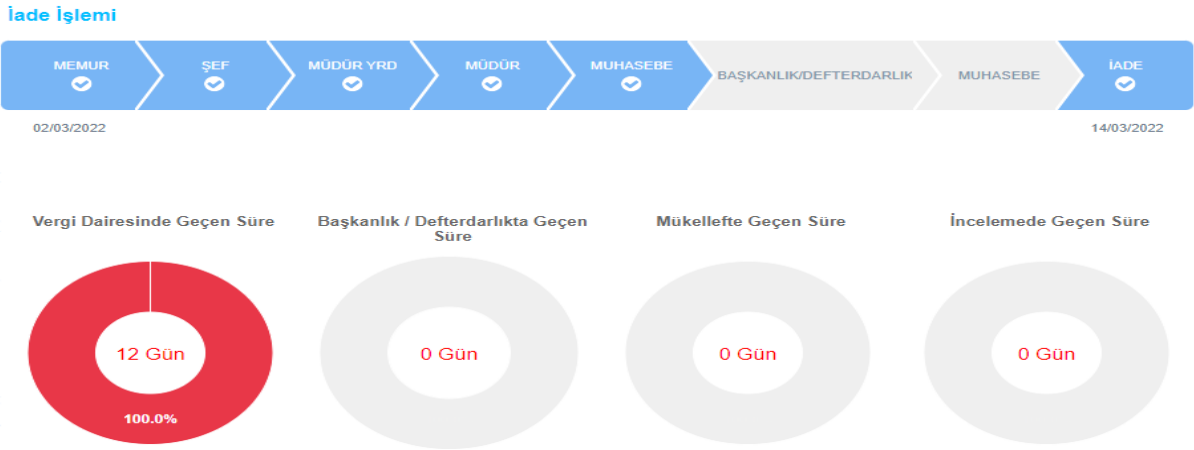 İade İşlemi
MEMUR
ŞEF
MÜDÜR YRD
MÜDÜR
MUHASEBE
BAŞKANLIK/DEFTERDARLIK
MUHASEBE
İADE
02/03/2022
14/03/2022
Vergi Dairesinde Geçen Süre
Başkanlık / Defterdarlıkta Geçen
Süre
Mükellefte Geçen Süre
İncelemede Geçen Süre
12 Gün
0 Gün
0 Gün
0 Gün
100.0%